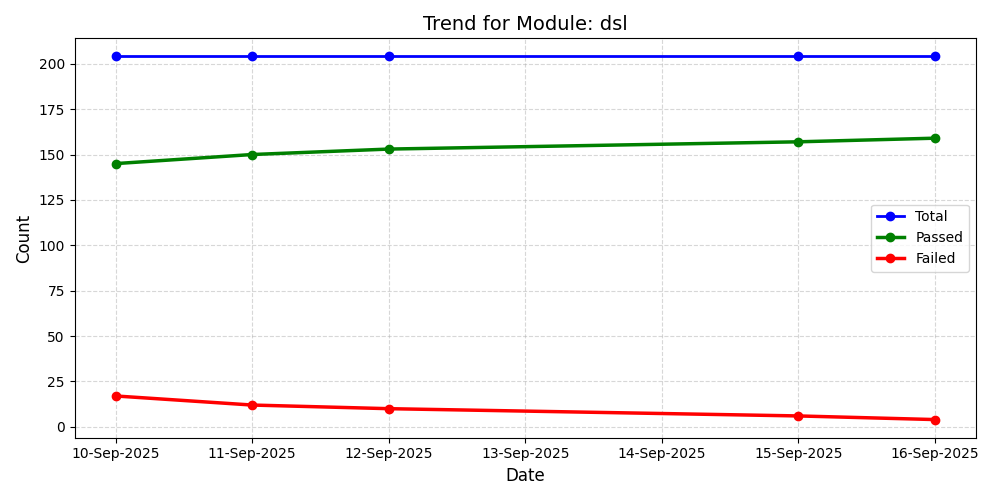 Trend for Module: dsl
200
175
150
125
100
75
50
25
0
Count
Total
Passed
Failed
10-Sep-2025 11-Sep-2025 12-Sep-2025 13-Sep-2025 14-Sep-2025 15-Sep-2025 16-Sep-2025
Date